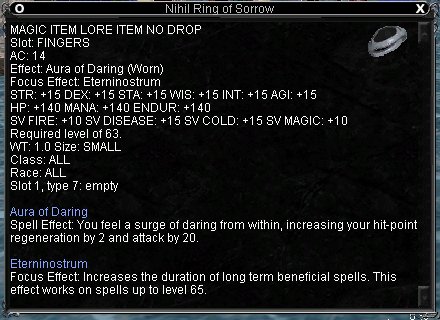 Nihil Ring of Sorrow
MAGIC ITEM LORE ITEM NO DROP
Slot: FINGERS
AC: 14
Effect: Aura of Daring (Worn)
Focus Effect: Eterninostrum
STR: +15 DEX: +15 STA: +15 WIS: +15 INT: +15 AGI: +15
HP: +140 MANA: +140 ENDUR: +140
SV FIRE: +10 SV DISEASE: +15 SV COLD: +15 SV MAGIC: +10
Required level of 63.
WT: 1.0 Size: SMALL
Class: ALL
Race: ALL
Slot 1, type 7: empty
Aura of Daring
Spell Effect: You feel a surge of daring from within, increasing your hit-point
regeneration by 2 and attack by 20.
Eterninostrum
Focus Effect: Increases the duration of long term beneficial spells. This
effect works on spells up to level 65.